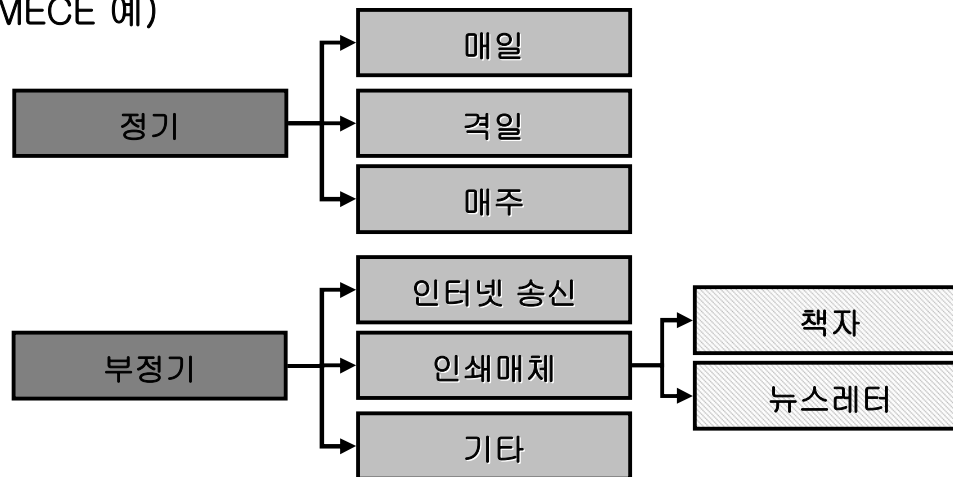 MECE 예)
매일
정기
격일
매주
인터넷 송신
부정기
인쇄매체
책자
뉴스레터
기타